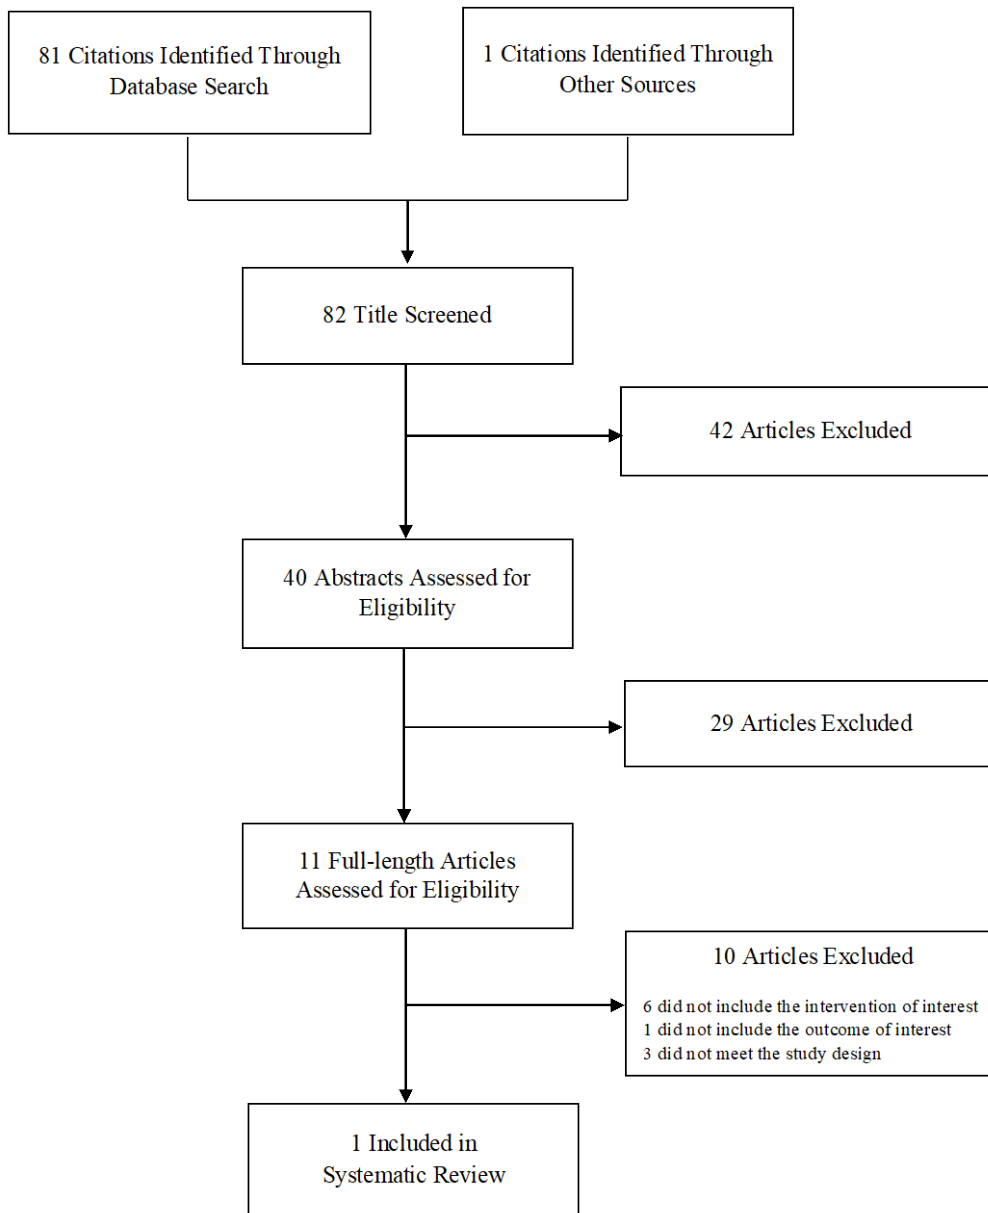 81 Citations Identified Through
Database Search
1 Citations Identified Through
Other Sources
82 Title Screened
42 Articles Excluded
40 Abstracts Assessed for
Eligibility
29 Articles Excluded
11 Full-length Articles
Assessed for Eligibility
10 Articles Excluded
6 did not include the intervention of interest
1 did not include the outcome of interest
3 did not meet the study design
1 Included in
Systematic Review